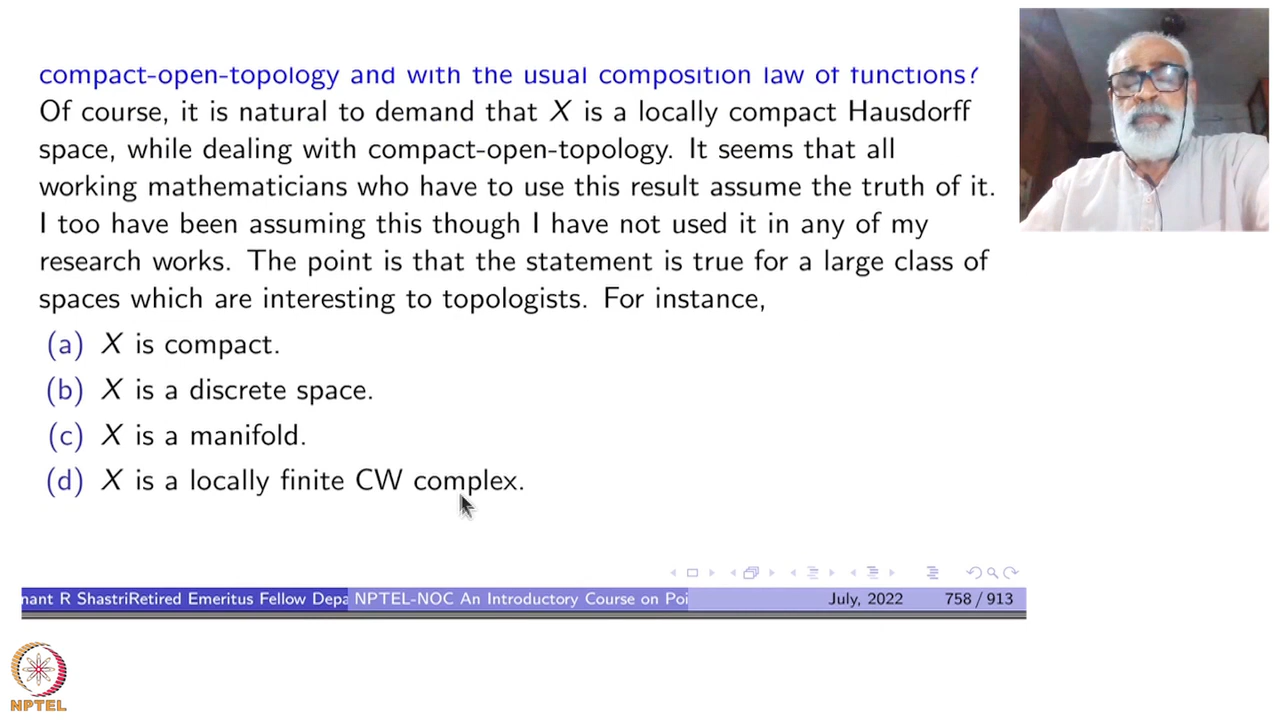 compact-open-topology and with the usual composition law of functions?
Of course, it is natural to demand that X is a locally compact Hausdorff
space, while dealing with compact-open-topology. It seems that all
working mathematicians who have to use this result assume the truth of it.
I too have been assuming this though I have not used it in any of my
research works. The point is that the statement is true for a large class of
spaces which are interesting to topologists. For instance,
(a) X is compact.
(b) X is a discrete space.
(c) X is a manifold.
(d) X is a locally finite CW complex.
nant R ShastriRetired Emeritus Fellow Depa NPTEL-NOC An Introductory Course on Poi July, 2022 758 / 913
NPTEL